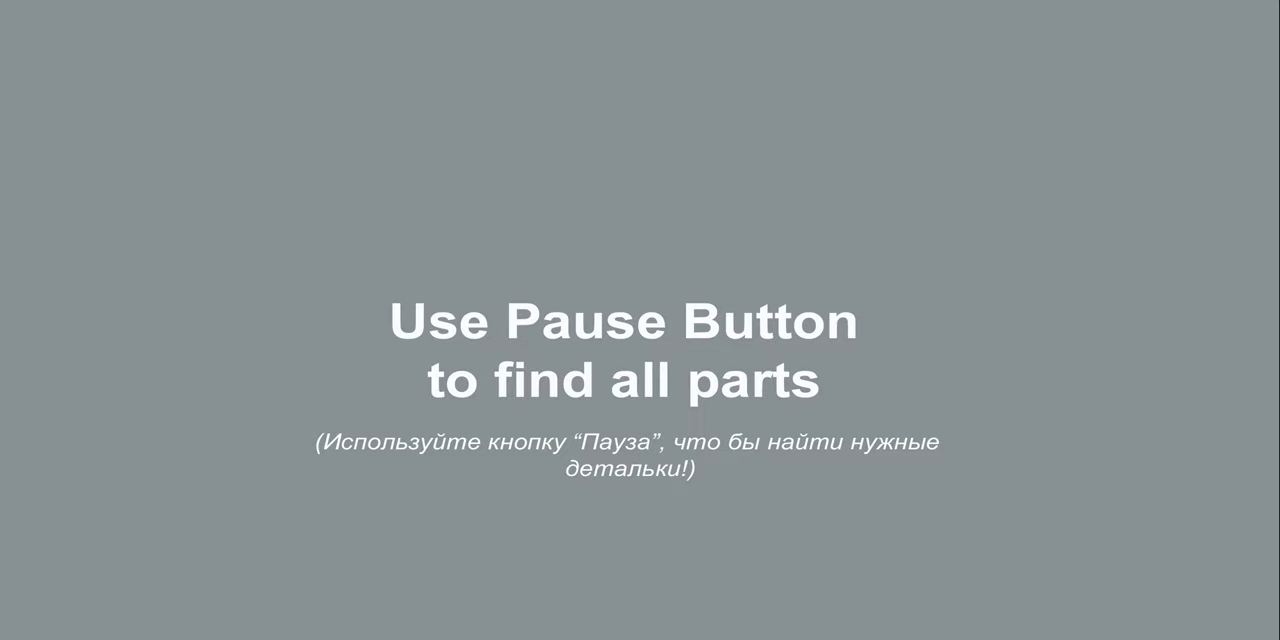 Use Pause Button
to find all parts
(Используйте кнопку “Пауза”, что бы найти нужные
детальки!)